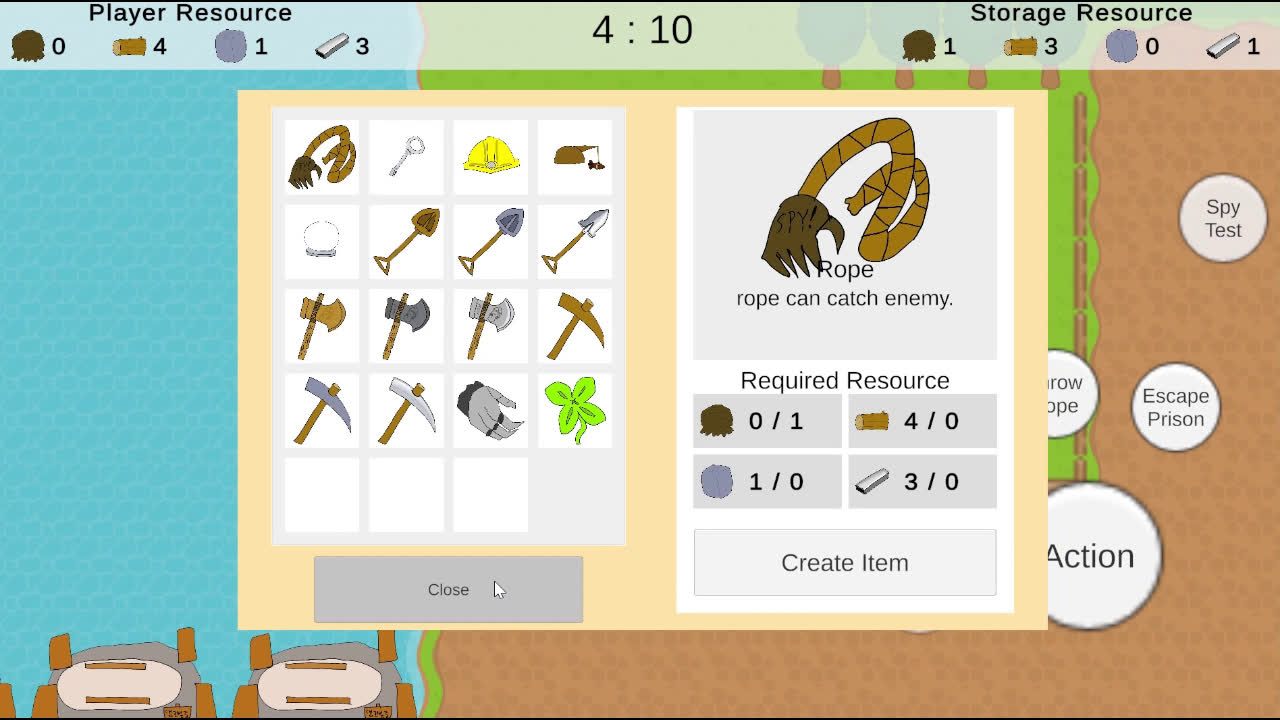 Player Resource
0 4 1 3
4 : 10
Storage Resource
1 3 0 1
SPY!
Rope
rope can catch enemy.
Required Resource
0 / 1
4 / 0
1 / 0
3 / 0
Create Item
Close
Spy
Test
Escape
Prison
Action